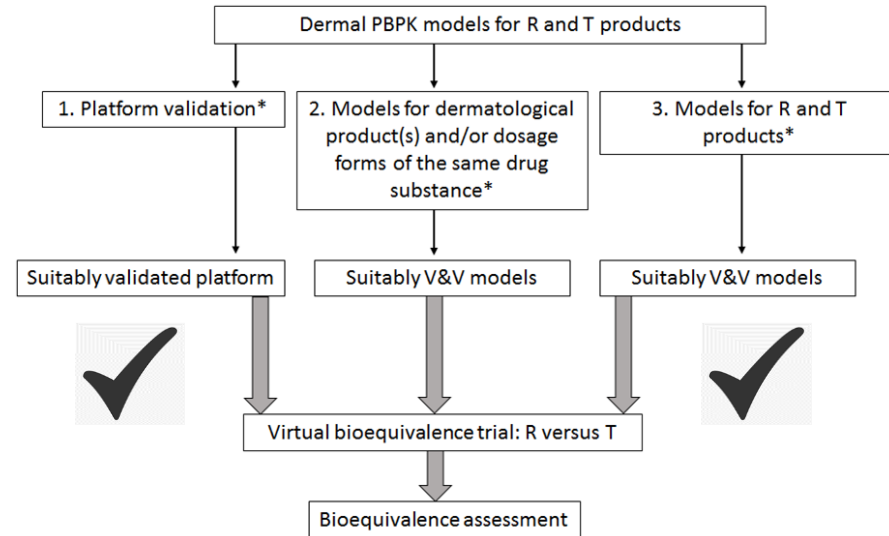 Dermal PBPK models for R and T products
1. Platform validation*
2. Models for dermatological
product(s) and/or dosage
forms of the same drug
substance*
3. Models for R and T
products*
Suitably validated platform
Suitably V&V models
Suitably V&V models
Virtual bioequivalence trial: R versus T
Bioequivalence assessment